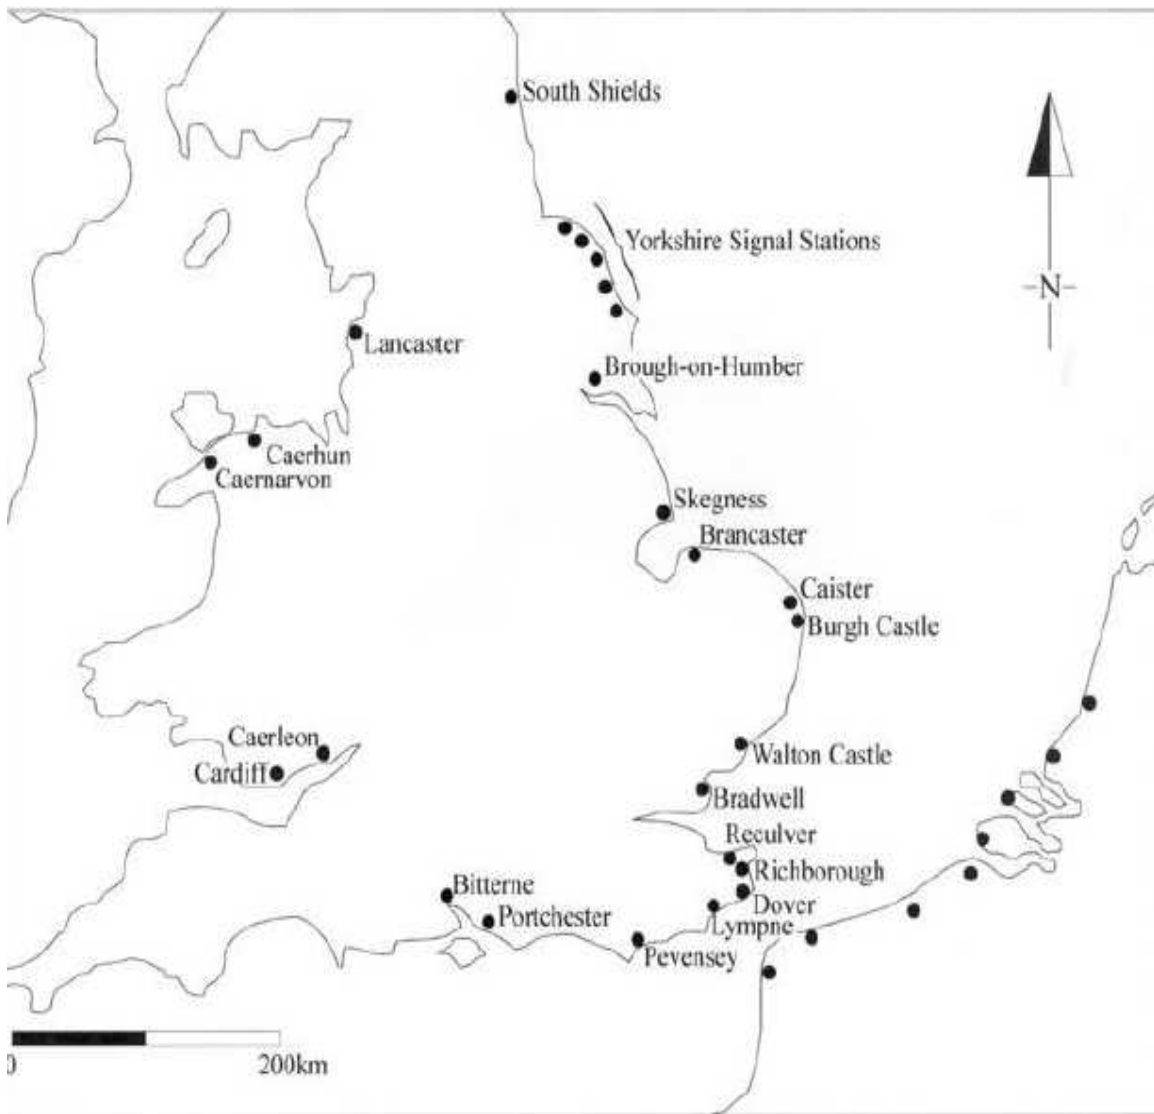 South Shields
Yorkshire Signal Stations
-N-
Lancaster
Brough-on-Humber
Caerhun
Caernarvon
Skegness
Brancaster
Caister
Burgh Castle
Caerleon
Cardiff
Walton Castle
Bradwell
Reculver
Richborough
Bitterne
Dover
Portchester
Lympne
Pevensey
0
200km